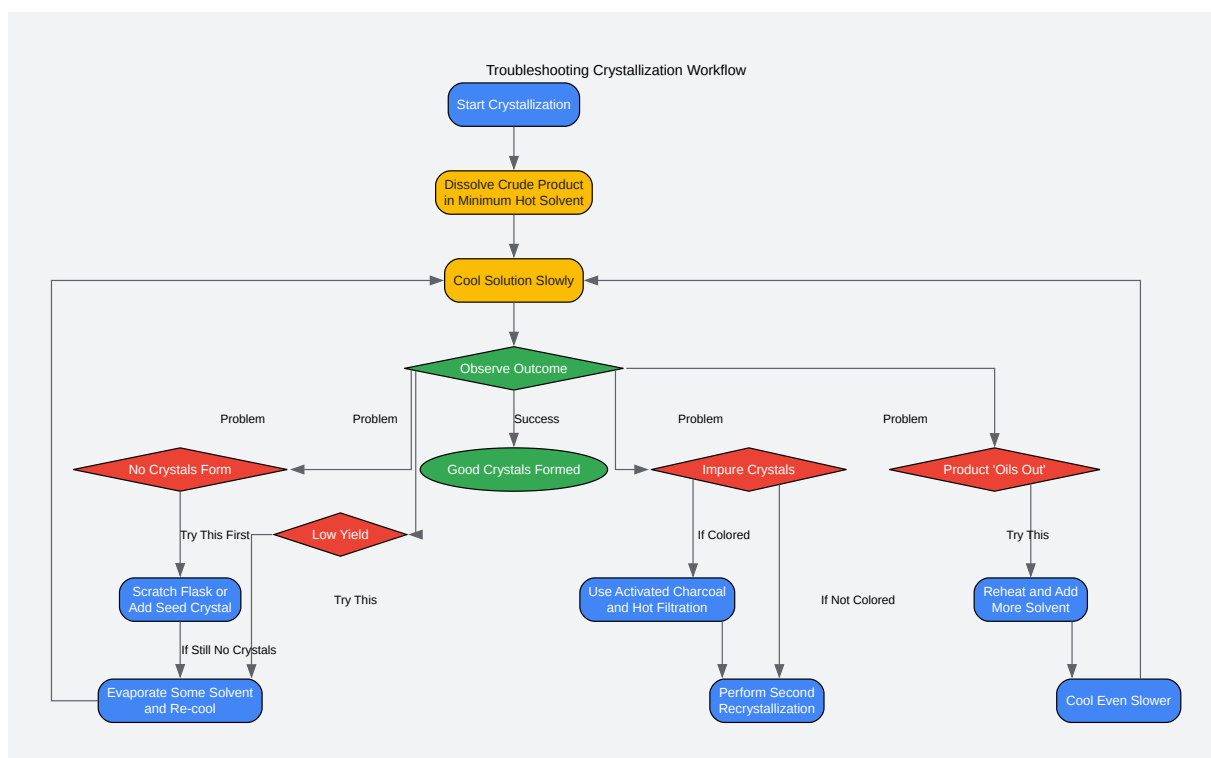 Troubleshooting Crystallization Workflow
Start Crystallization
Dissolve Crude Product
in Minimum Hot Solvent
Cool Solution Slowly
Observe Outcome
Problem
Problem
Success
Problem
Problem
No Crystals Form
Good Crystals Formed
Impure Crystals
Product 'Oils Out'
Try This First
Low Yield
If Colored
Try This
Scratch Flask or
Add Seed Crystal
Try This
Use Activated Charcoal
and Hot Filtration
If Not Colored
Reheat and Add
More Solvent
If Still No Crystals
Evaporate Some Solvent
and Re-cool
Perform Second
Recrystallization
Cool Even Slower